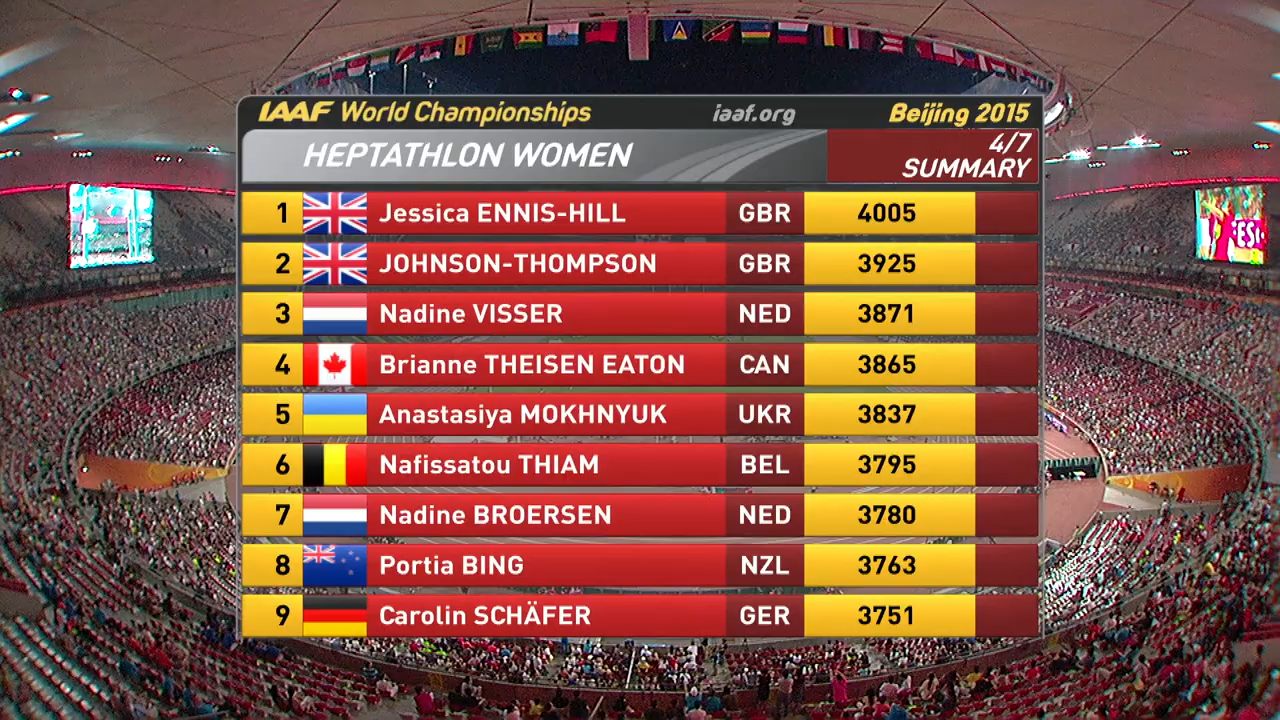 IAAF World Championships iaaf.org Beijing 2015
HEPTATHLON WOMEN 4/7 SUMMARY
1 Jessica ENNIS-HILL GBR 4005
2 JOHNSON-THOMPSON GBR 3925
3 Nadine VISSER NED 3871
4 Brianne THEISEN EATON CAN 3865
5 Anastasiya MOKHNYUK UKR 3837
6 Nafissatou THIAM BEL 3795
7 Nadine BROERSEN NED 3780
8 Portia BING NZL 3763
9 Carolin SCHÄFER GER 3751